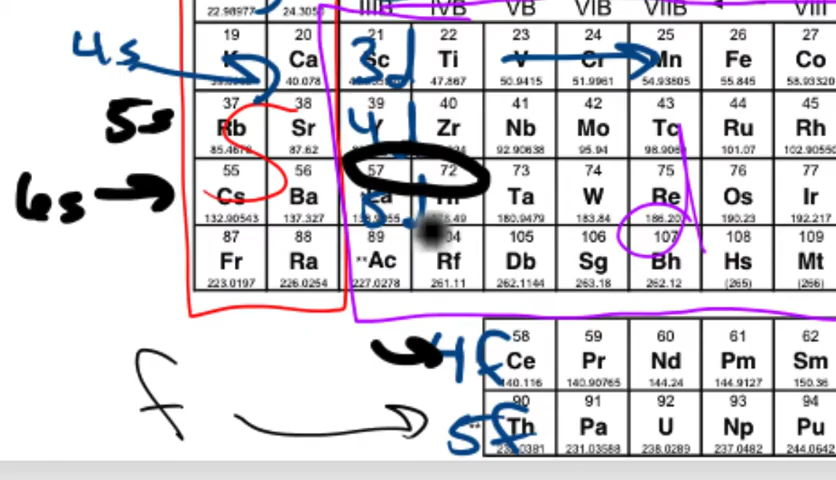 22.98977 24.3050 IIIB IVB VB VIB VIIB VIII
19 20 21 22 23 24 25 26 27
4s K Ca Sc 3d Ti V Cr Mn Fe Co
40.078 47.867 50.9415 51.9961 54.93805 55.845 58.93320
37 38 39 40 41 42 43 44 45
5s Rb Sr Y 4d Zr Nb Mo Tc Ru Rh
85.4678 87.62 92.90638 95.94 101.07 102.90550
55 56 57 72 73 74 75 76 77
6s Cs Ba *La 5d Hf Ta W Re d Os Ir
132.90543 137.327 180.9479 183.84 186.20 190.23 192.217
87 88 89 105 106 107 108 109
Fr Ra **Ac Rf Db Sg Bh Hs Mt
223.0197 226.0254 227.0278 261.11 262.1144 263.18 262.12 (265) (266)
58 59 60 61 62
4f Ce Pr Nd Pm Sm
140.116 140.90765 144.24 144.9127 150.36
f
90 91 92 93 94
5f ** Th Pa U Np Pu
231.03588 238.0289 237.0482 244.0642